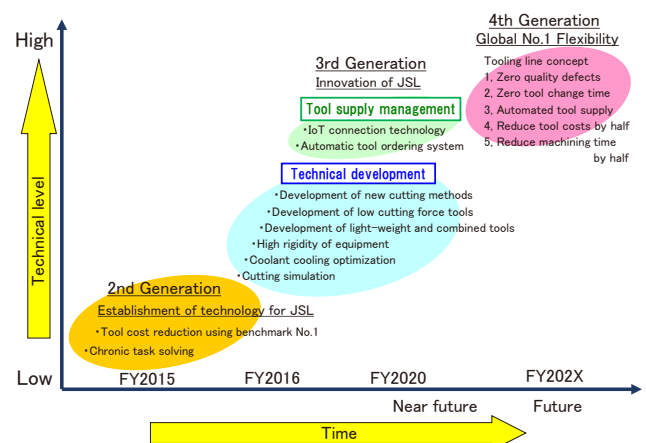 4th Generation
Global No.1 Flexibility
Tooling line concept
1, Zero quality defects
2, Zero tool change time
3, Automated tool supply
4, Reduce tool costs by half
5, Reduce machining time
by half
3rd Generation
Innovation of JSL
Tool supply management
・IoT connection technology
・Automatic tool ordering system
Technical development
・Development of new cutting methods
・Development of low cutting force tools
・Development of light-weight and combined tools
・High rigidity of equipment
・Coolant cooling optimization
・Cutting simulation
2nd Generation
Establishment of technology for JSL
・Tool cost reduction using benchmark No.1
・Chronic task solving
High
Technical level
Low
FY2015 FY2016 FY2020 FY202X
Near future Future
Time